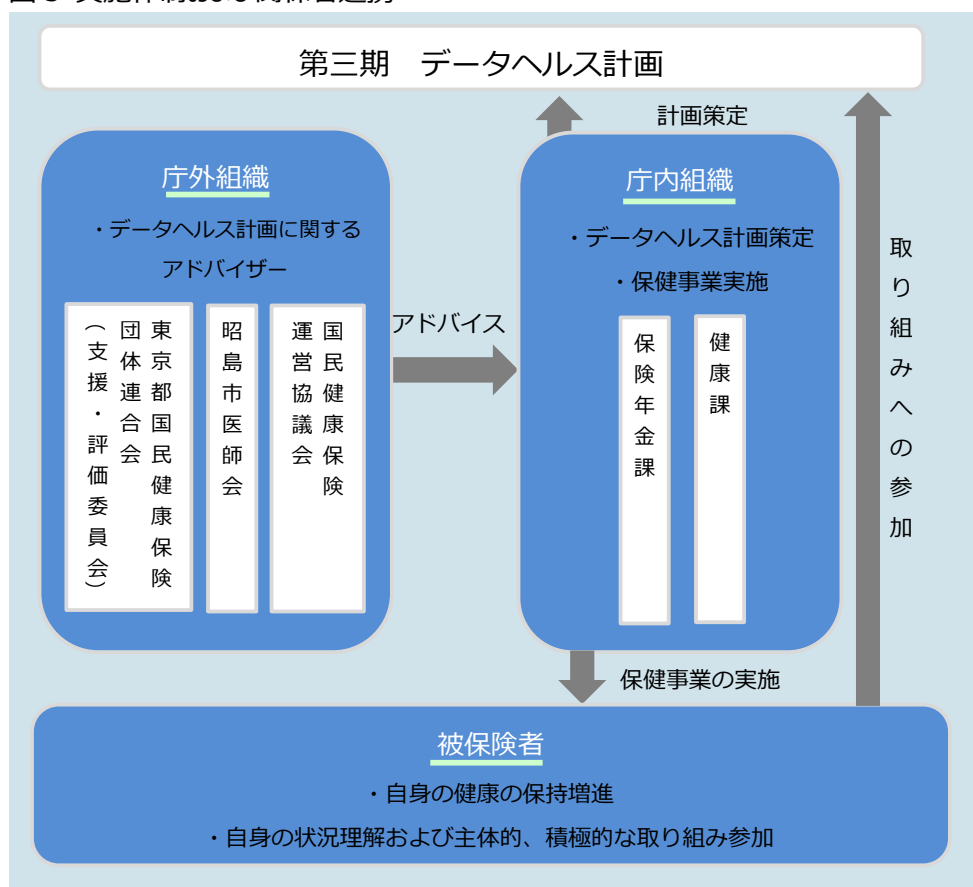 第三期　データヘルス計画
計画策定
庁外組織
・データヘルス計画に関する
アドバイザー
国民健康保険
運営協議会
昭島市医師会
東京都国民健康保険
団体連合会
（支援・評価委員会）
アドバイス
庁内組織
・データヘルス計画策定
・保健事業実施
健康課
保険年金課
取り組みへの参加
保健事業の実施
被保険者
・自身の健康の保持増進
・自身の状況理解および主体的、積極的な取り組み参加